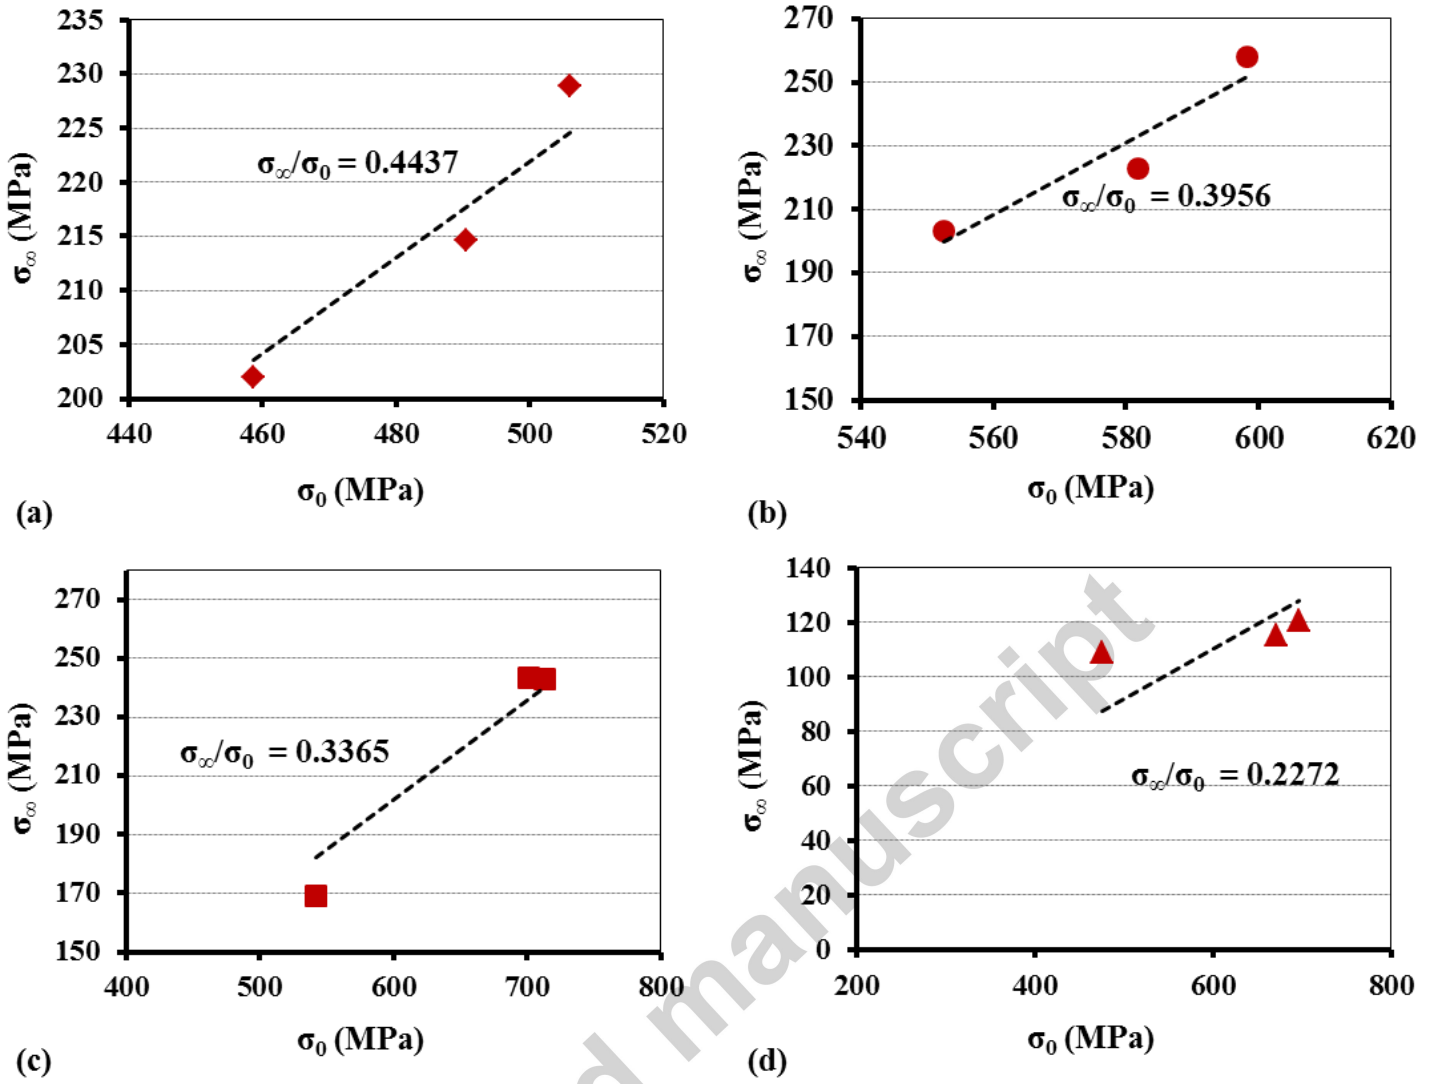 235
230
225
220
215
210
205
200
σ∞ (MPa)
σ∞/σ0 = 0.4437
440 460 480 500 520
σ0 (MPa)
(a)
270
250
230
210
190
170
150
σ∞ (MPa)
σ∞/σ0 = 0.3956
540 560 580 600 620
σ0 (MPa)
(b)
270
250
230
210
190
170
150
σ∞ (MPa)
σ∞/σ0 = 0.3365
400 500 600 700 800
σ0 (MPa)
(c)
140
120
100
80
60
40
20
0
σ∞ (MPa)
σ∞/σ0 = 0.2272
200 400 600 800
σ0 (MPa)
(d)
d manuscript